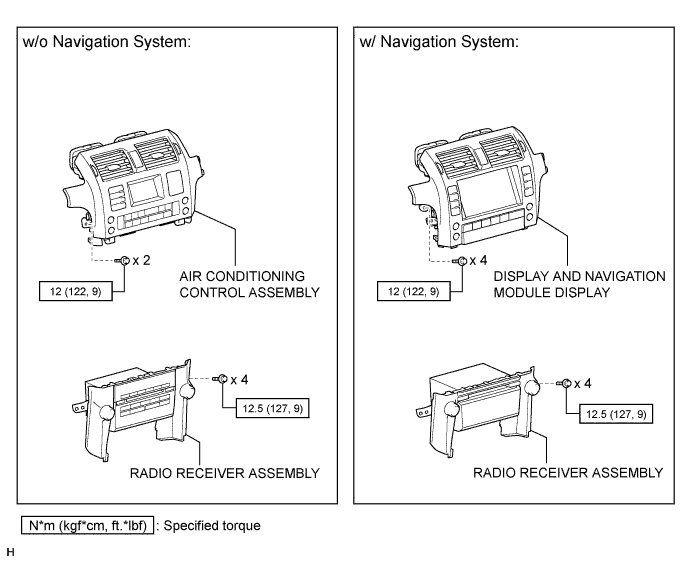 w/o Navigation System:
x 2
12 (122, 9)
AIR CONDITIONING
CONTROL ASSEMBLY
x 4
12.5 (127, 9)
RADIO RECEIVER ASSEMBLY
w/ Navigation System:
x 4
12 (122, 9)
DISPLAY AND NAVIGATION
MODULE DISPLAY
x 4
12.5 (127, 9)
RADIO RECEIVER ASSEMBLY
N*m (kgf*cm, ft.*lbf) : Specified torque
H